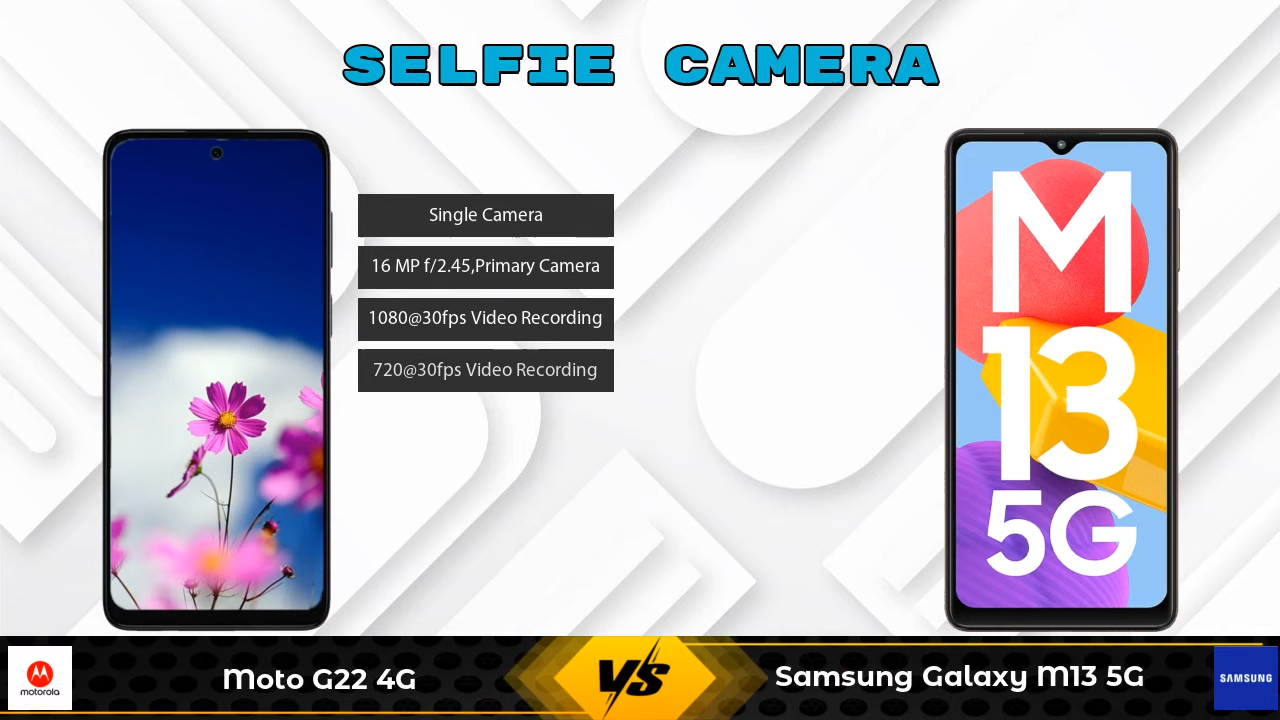 SELFIE CAMERA
Single Camera
16 MP f/2.45,Primary Camera
1080@30fps Video Recording
720@30fps Video Recording
M
13
5G
motorola
Moto G22 4G
VS
Samsung Galaxy M13 5G
SAMSUNG